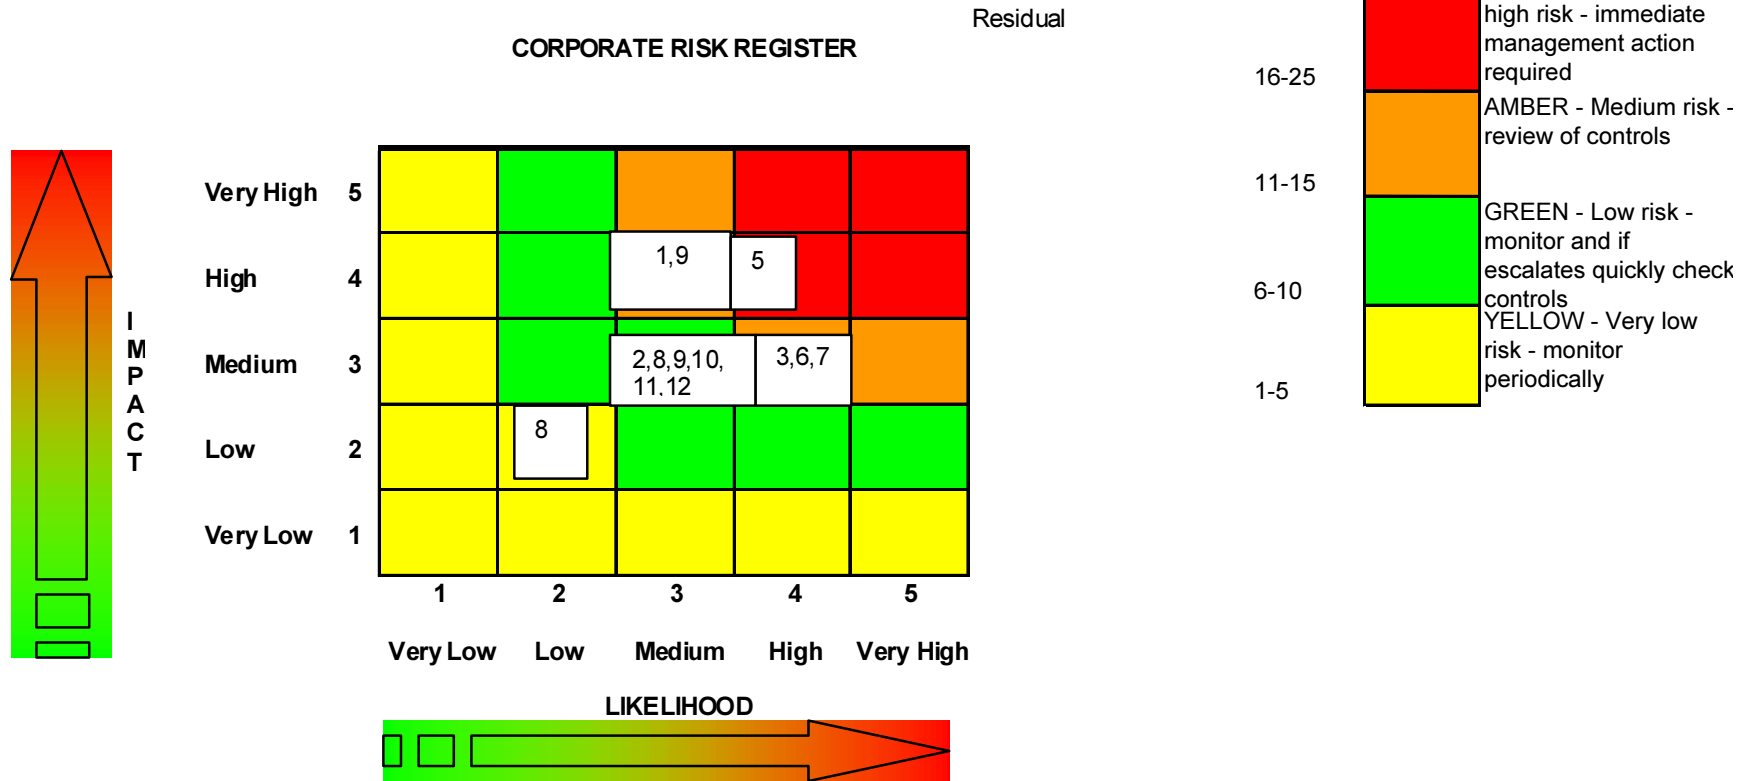 Residual
CORPORATE RISK REGISTER
high risk - immediate
management action
required
16-25
AMBER - Medium risk -
review of controls
11-15
GREEN - Low risk -
monitor and if
escalates quickly check
controls
6-10
YELLOW - Very low
risk - monitor
periodically
1-5
I
M
P
A
C
T
Very High 5
High 4
1,9
5
Medium 3
2,8,9,10,
11,12
3,6,7
Low 2
8
Very Low 1
1 2 3 4 5
Very Low Low Medium High Very High
LIKELIHOOD